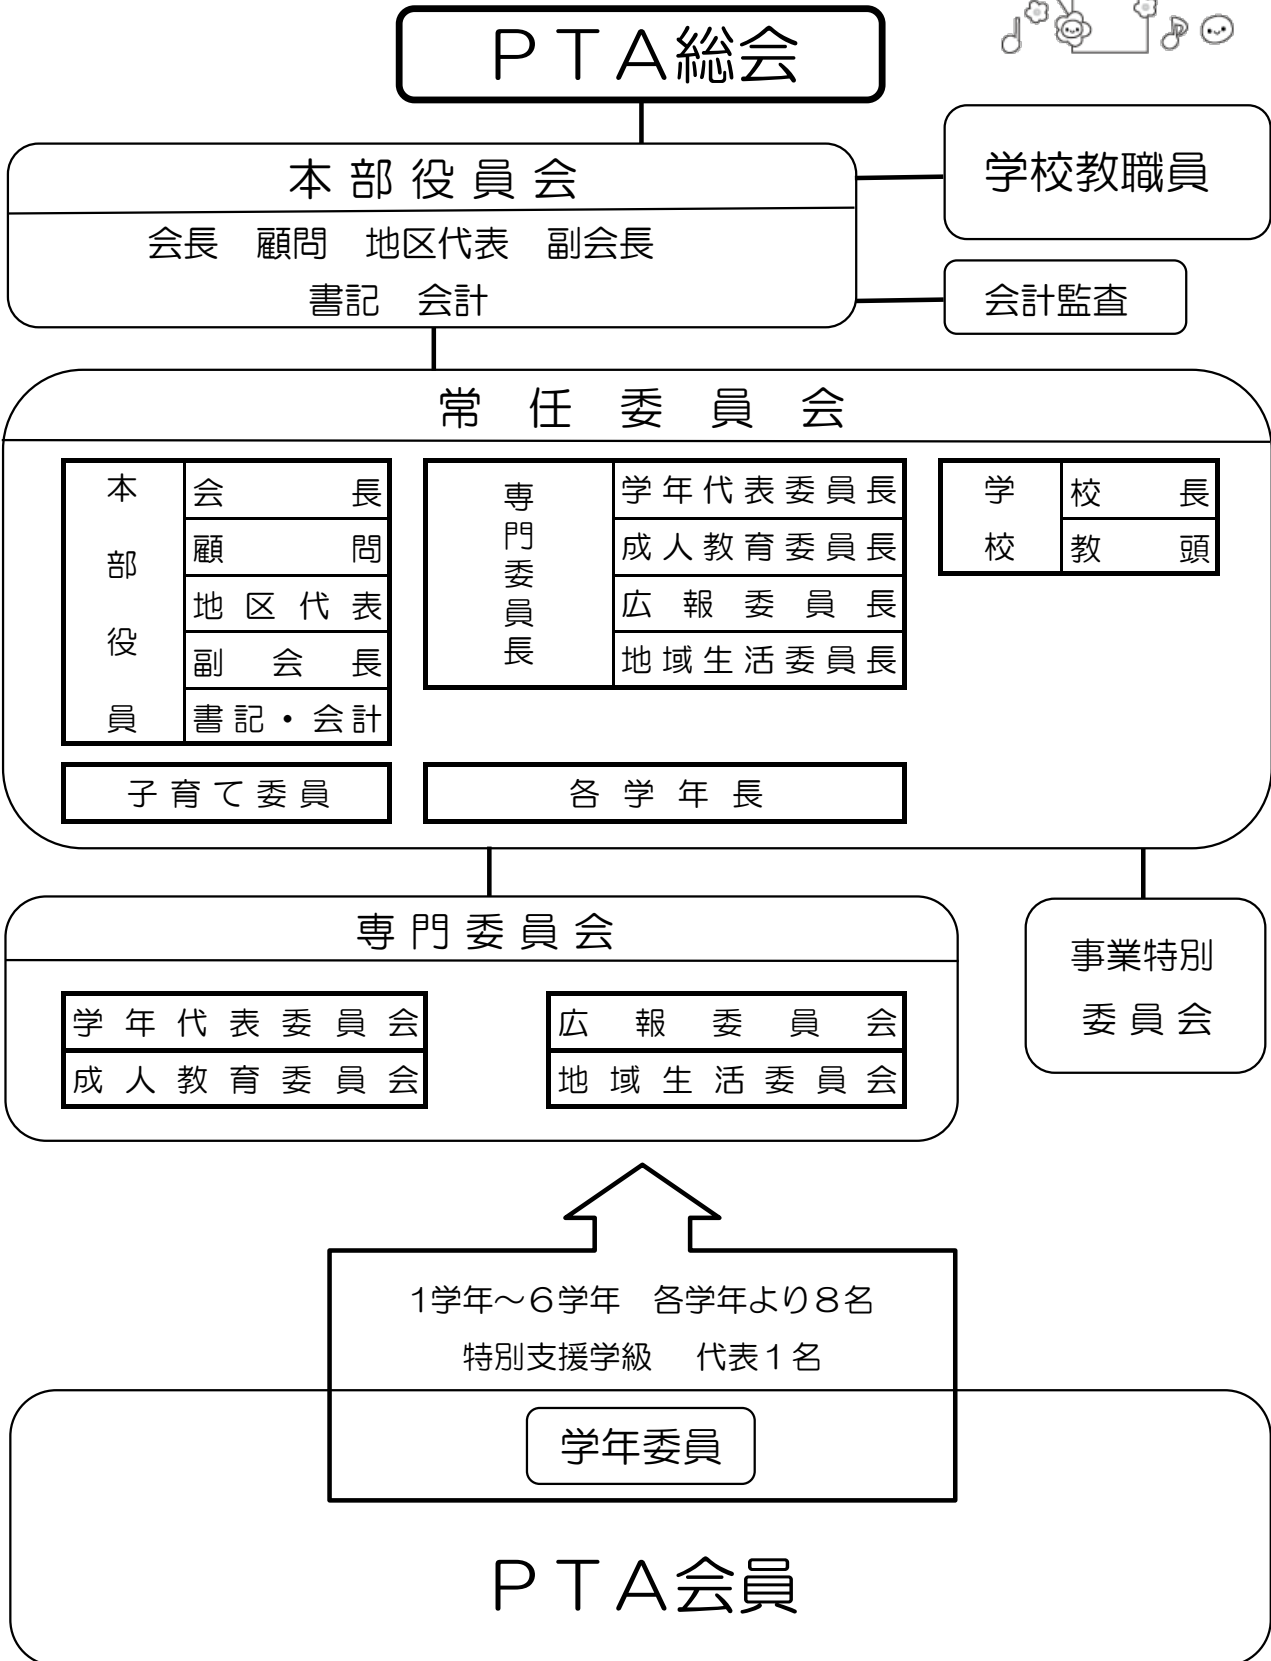 ＰＴＡ総会
本部役員会
学校教職員
会長　顧問　地区代表　副会長
書記　会計
会計監査
常任委員会
本部役員
会長
顧問
地区代表
副会長
書記・会計
専門委員長
学年代表委員長
成人教育委員長
広報委員長
地域生活委員長
学校
校長
教頭
子育て委員
各学年長
専門委員会
学年代表委員会
成人教育委員会
広報委員会
地域生活委員会
事業特別
委員会
1学年～６学年　各学年より８名
特別支援学級　代表１名
学年委員
ＰＴＡ会員